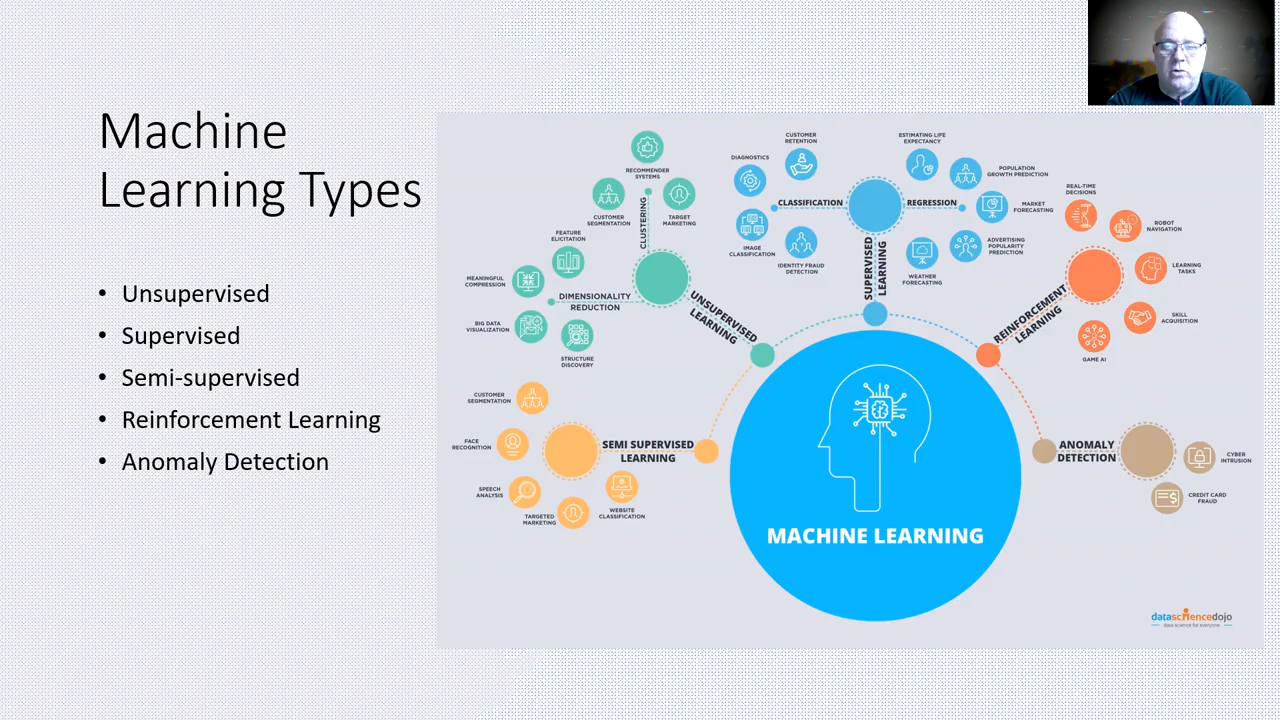 Machine
Learning Types
• Unsupervised
• Supervised
• Semi-supervised
• Reinforcement Learning
• Anomaly Detection
RECOMMENDER
SYSTEMS
CUSTOMER
SEGMENTATION
TARGET
MARKETING
CLUSTERING
FEATURE
ELICITATION
MEANINGFUL
COMPRESSION
DIMENSIONALITY
REDUCTION
BIG DATA
VISUALIZATION
STRUCTURE
DISCOVERY
UNSUPERVISED
LEARNING
CUSTOMER
RETENTION
DIAGNOSTICS
CLASSIFICATION
IMAGE
CLASSIFICATION
IDENTITY FRAUD
DETECTION
SUPERVISED
LEARNING
ESTIMATING LIFE
EXPECTANCY
POPULATION
GROWTH PREDICTION
REGRESSION
MARKET
FORECASTING
ADVERTISING
POPULARITY
PREDICTION
WEATHER
FORECASTING
REAL-TIME
DECISIONS
ROBOT
NAVIGATION
LEARNING
TASKS
SKILL
ACQUISITION
GAME AI
REINFORCEMENT
LEARNING
CUSTOMER
SEGMENTATION
FACE
RECOGNITION
SPEECH
ANALYSIS
TARGETED
MARKETING
WEBSITE
CLASSIFICATION
SEMI SUPERVISED
LEARNING
ANOMALY
DETECTION
CYBER
INTRUSION
CREDIT CARD
FRAUD
MACHINE LEARNING
datasciencedojo
data science for everyone